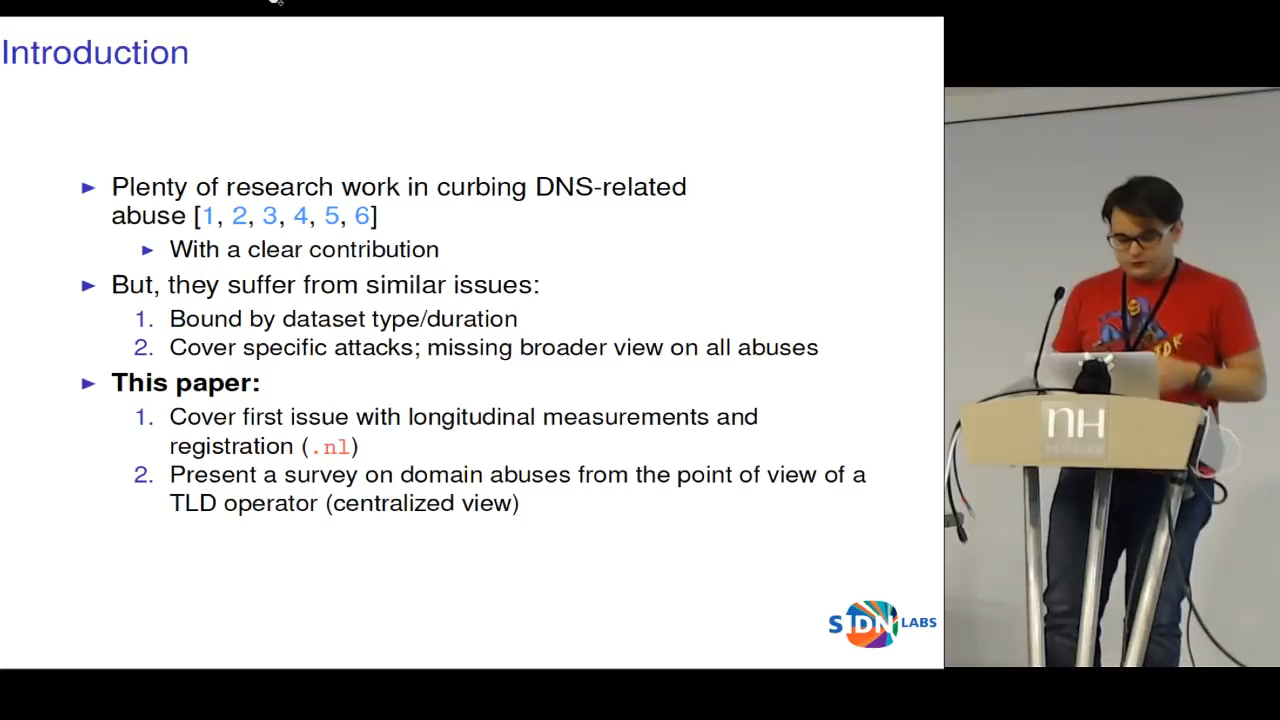 Introduction
► Plenty of research work in curbing DNS-related
abuse [1, 2, 3, 4, 5, 6]
► With a clear contribution
► But, they suffer from similar issues:
1. Bound by dataset type/duration
2. Cover specific attacks; missing broader view on all abuses
► This paper:
1. Cover first issue with longitudinal measurements and
registration (.nl)
2. Present a survey on domain abuses from the point of view of a
TLD operator (centralized view)
SIDN LABS
nH